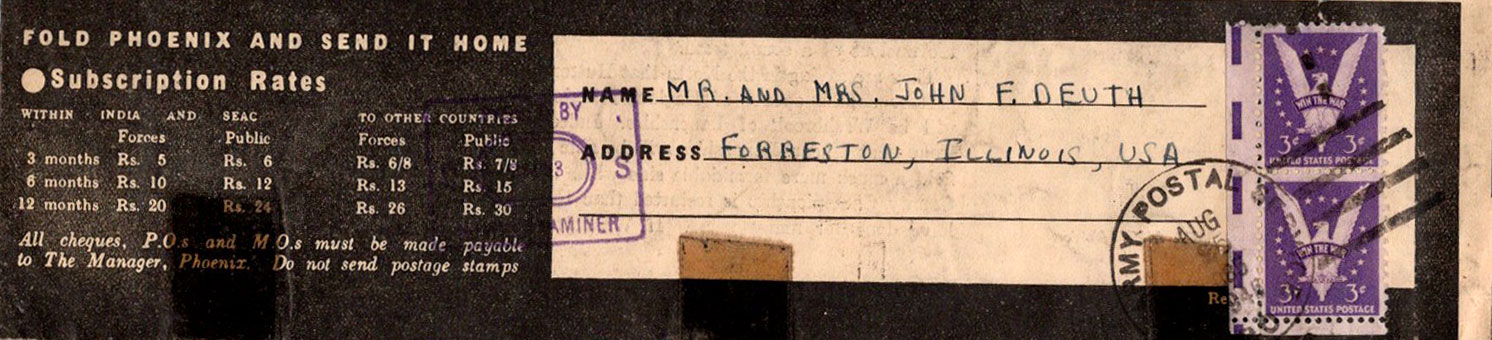 FOLD PHOENIX AND SEND IT HOME
Subscription Rates
WITHIN INDIA AND SEAC TO OTHER COUNTRIES
Forces Public Forces Public
3 months Rs. 5 Rs. 6 Rs. 6/8 Rs. 7/8
6 months Rs. 10 Rs. 12 Rs. 13 Rs. 15
12 months Rs. 20 Rs. 24 Rs. 26 Rs. 30
All cheques, P.O.s and M.O.s must be made payable
to The Manager, Phoenix. Do not send postage stamps
BY
S
AMINER
NAME MR. AND MRS. JOHN F. DEUTH
ADDRESS FORRESTON, ILLINOIS, USA
RMY POSTAL S
AUG
WIN THE WAR
3¢ 3¢
UNITED STATES POSTAGE
WIN THE WAR
3¢ 3¢
UNITED STATES POSTAGE